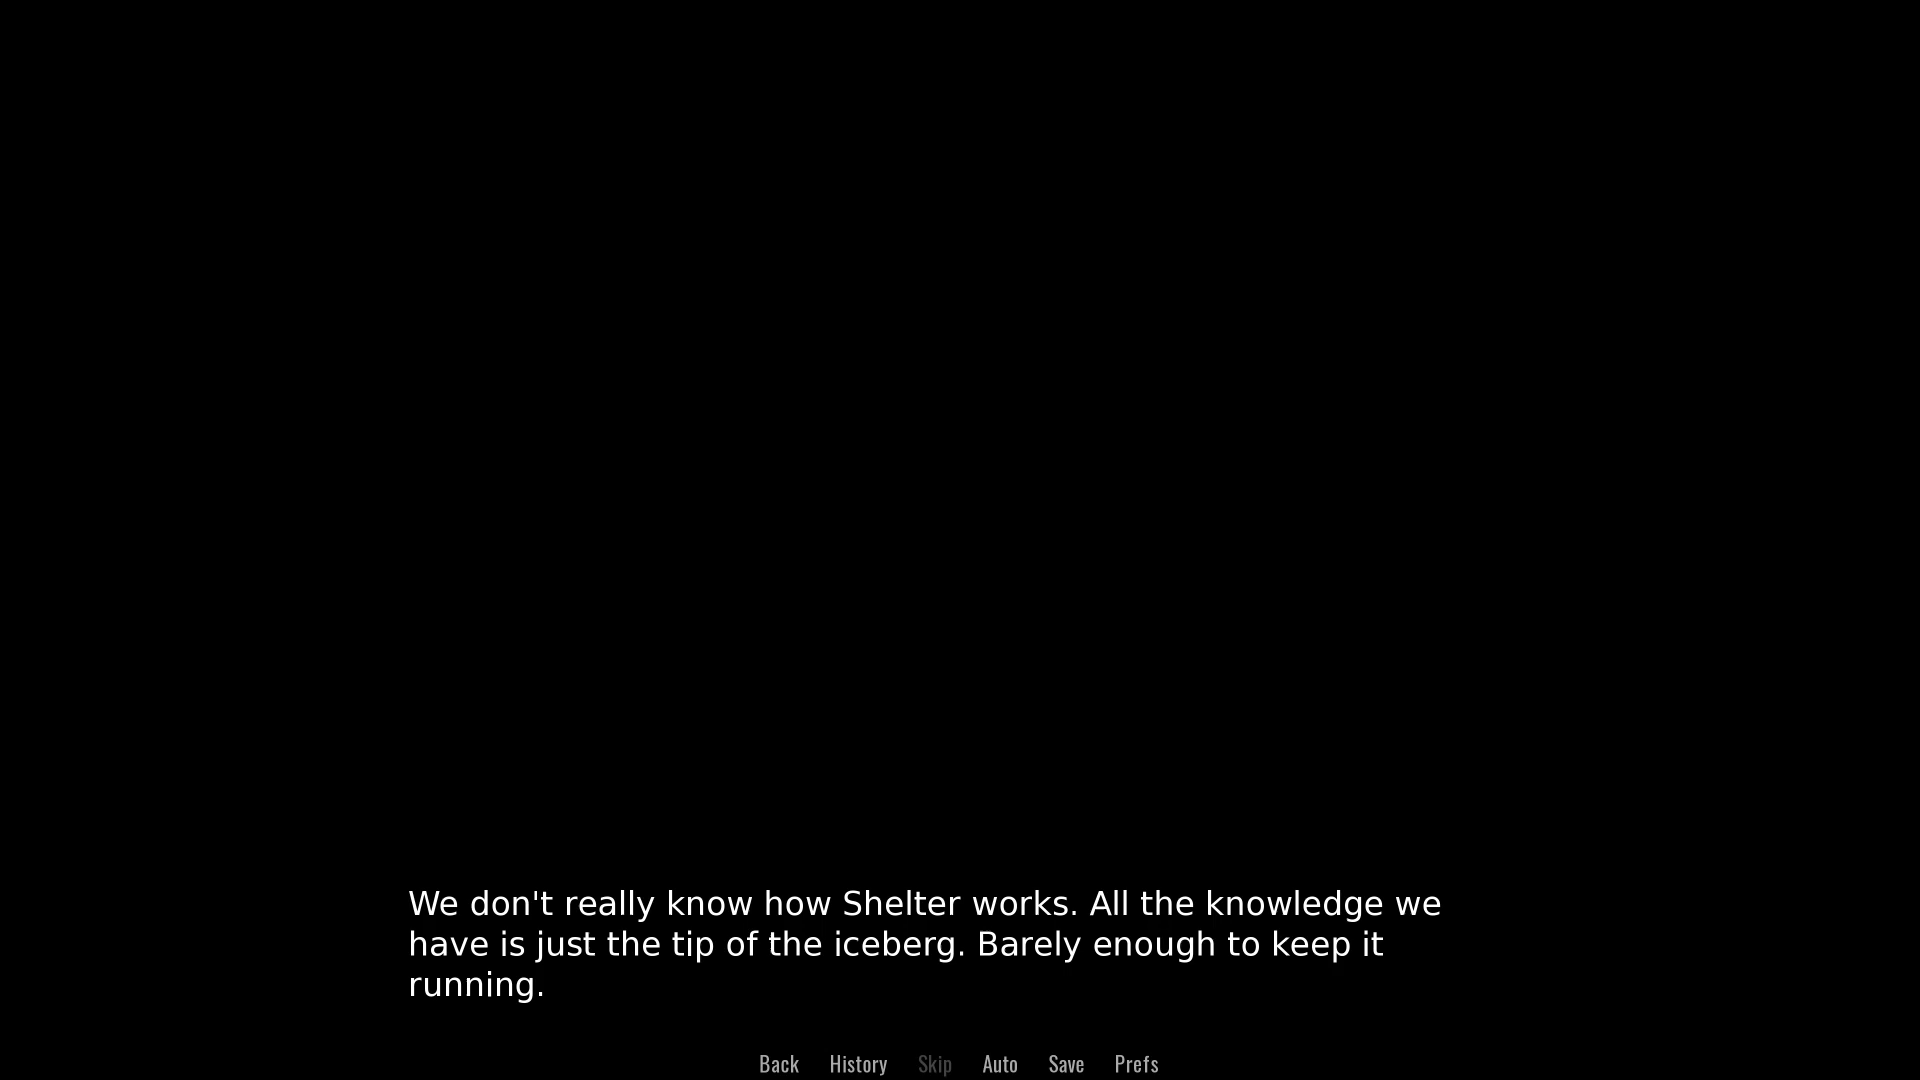 We don't really know how Shelter works. All the knowledge we
have is just the tip of the iceberg. Barely enough to keep it
running.
Back History Skip Auto Save Prefs